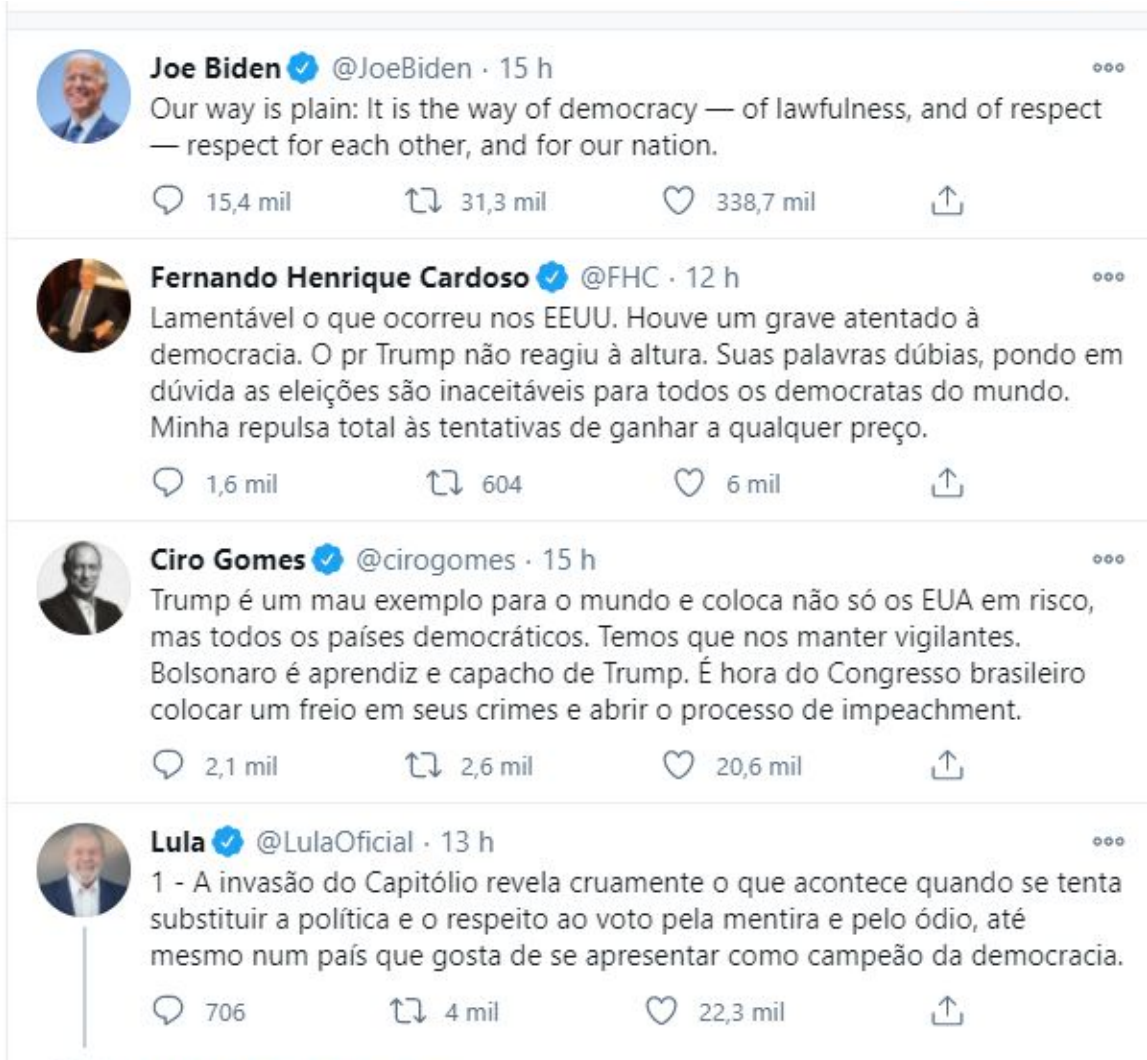 Joe Biden @JoeBiden · 15 h
Our way is plain: It is the way of democracy — of lawfulness, and of respect
— respect for each other, and for our nation.
15,4 mil 31,3 mil 338,7 mil
Fernando Henrique Cardoso @FHC · 12 h
Lamentável o que ocorreu nos EEUU. Houve um grave atentado à
democracia. O pr Trump não reagiu à altura. Suas palavras dúbias, pondo em
dúvida as eleições são inaceitáveis para todos os democratas do mundo.
Minha repulsa total às tentativas de ganhar a qualquer preço.
1,6 mil 604 6 mil
Ciro Gomes @cirogomes · 15 h
Trump é um mau exemplo para o mundo e coloca não só os EUA em risco,
mas todos os países democráticos. Temos que nos manter vigilantes.
Bolsonaro é aprendiz e capacho de Trump. É hora do Congresso brasileiro
colocar um freio em seus crimes e abrir o processo de impeachment.
2,1 mil 2,6 mil 20,6 mil
Lula @LulaOficial · 13 h
1 - A invasão do Capitólio revela cruamente o que acontece quando se tenta
substituir a política e o respeito ao voto pela mentira e pelo ódio, até
mesmo num país que gosta de se apresentar como campeão da democracia.
706 4 mil 22,3 mil